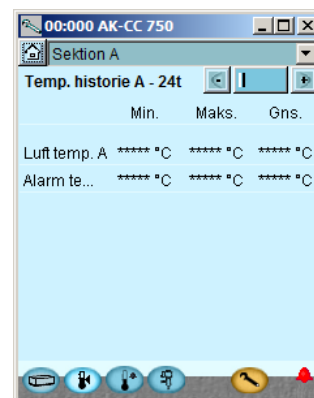 00:000 AK-CC 750
Sektion A
Temp. historie A - 24t
Min. Maks. Gns.
Luft temp. A ***** °C ***** °C ***** °C
Alarm te... ***** °C ***** °C ***** °C